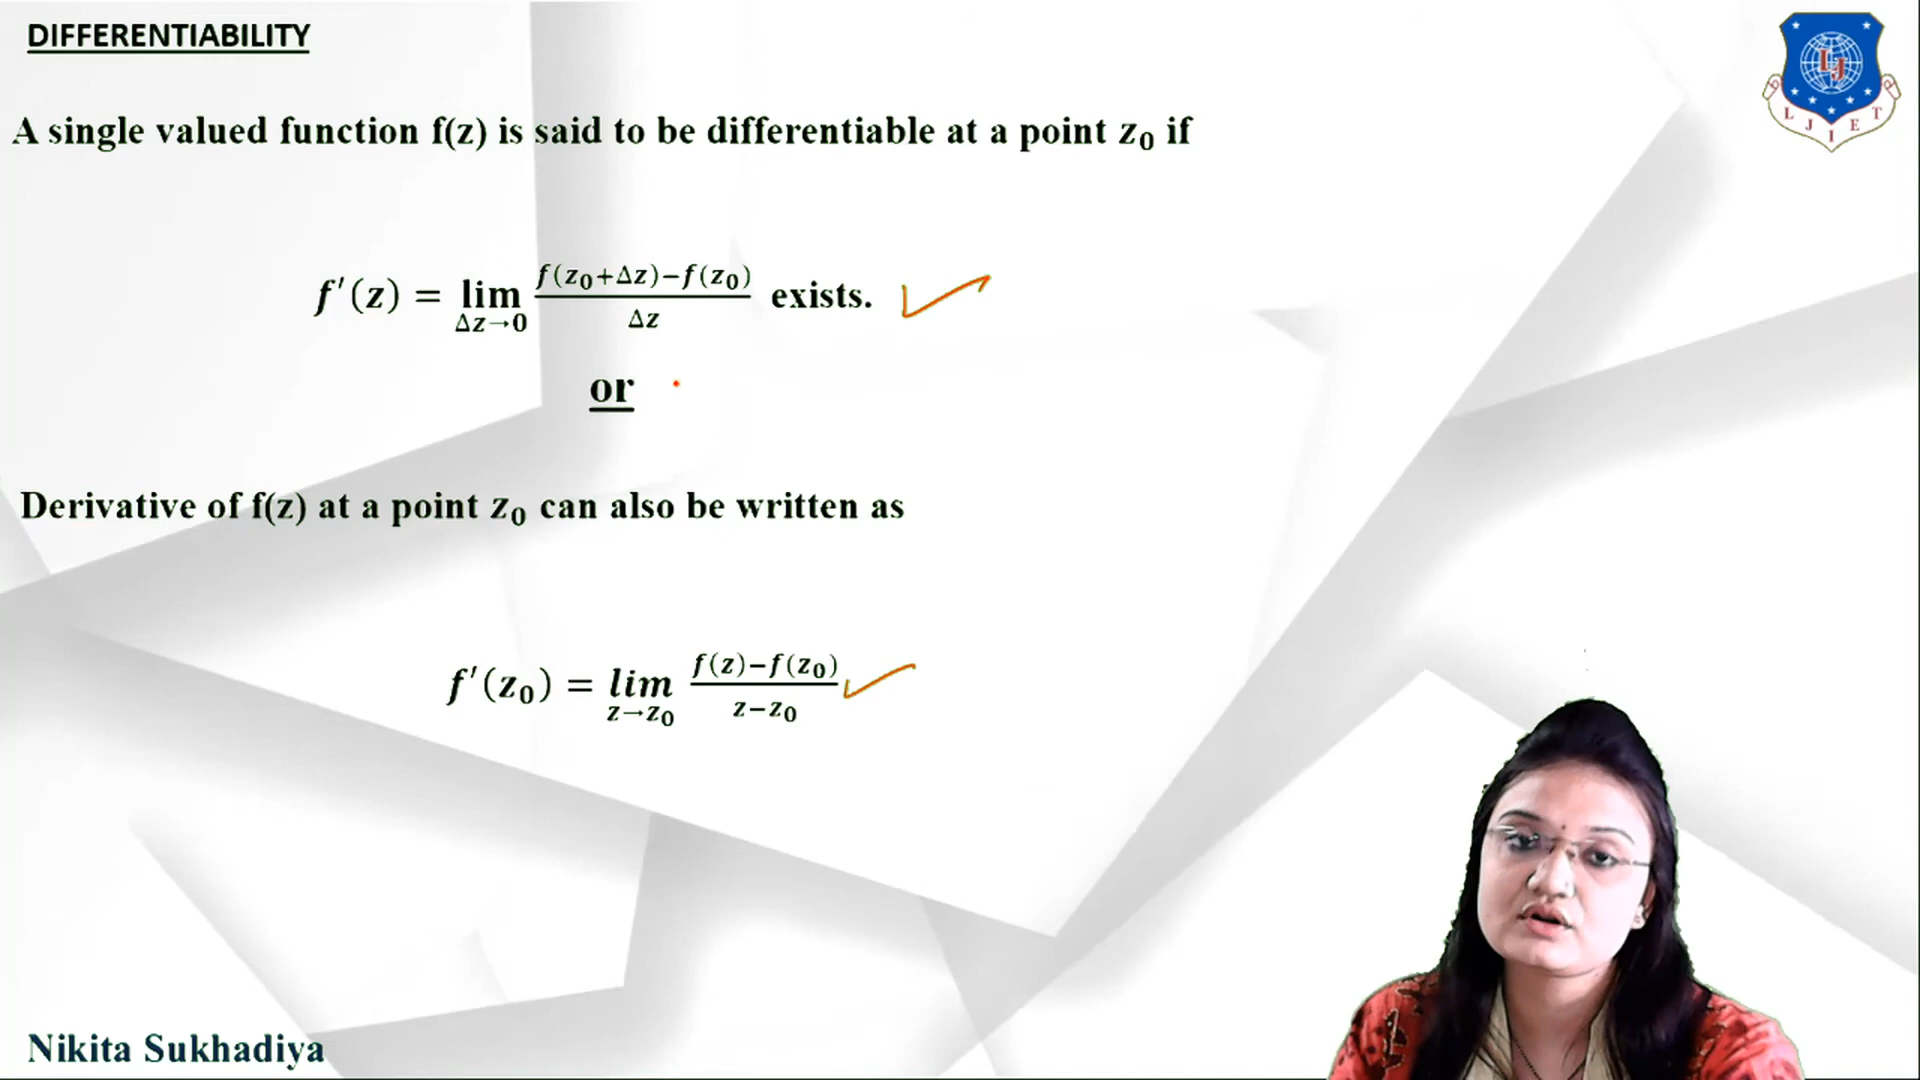 DIFFERENTIABILITY
LJ
L J I E T
A single valued function f(z) is said to be differentiable at a point z₀ if
f′(z) = lim Δz→0 f(z₀+Δz)−f(z₀) / Δz exists.
or
Derivative of f(z) at a point z₀ can also be written as
f′(z₀) = lim z→z₀ f(z)−f(z₀) / z−z₀
Nikita Sukhadiya